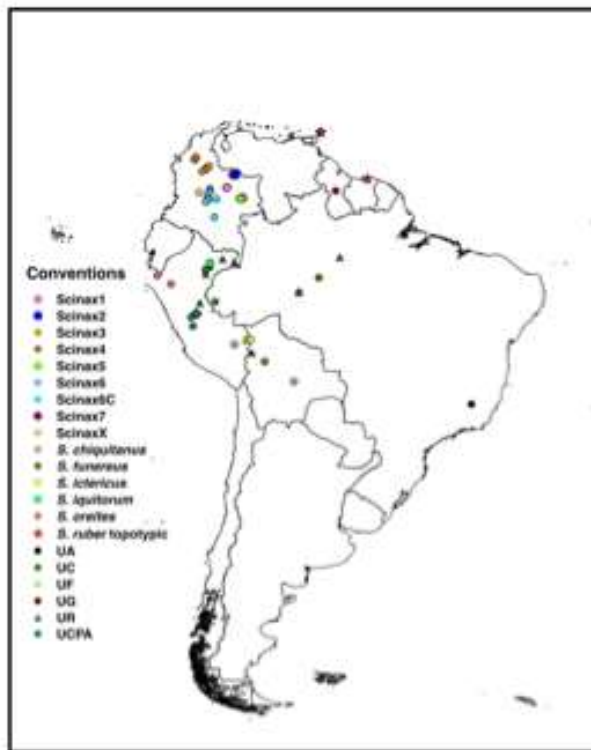 Conventions
Scinax1
Scinax2
Scinax3
Scinax4
Scinax5
Scinax6
Scinax6C
Scinax7
ScinaxX
S. chiquitanus
S. funereus
S. ictericus
S. iquitorum
S. oreites
S. ruber topotypic
UA
UC
UF
UG
UR
UCPA